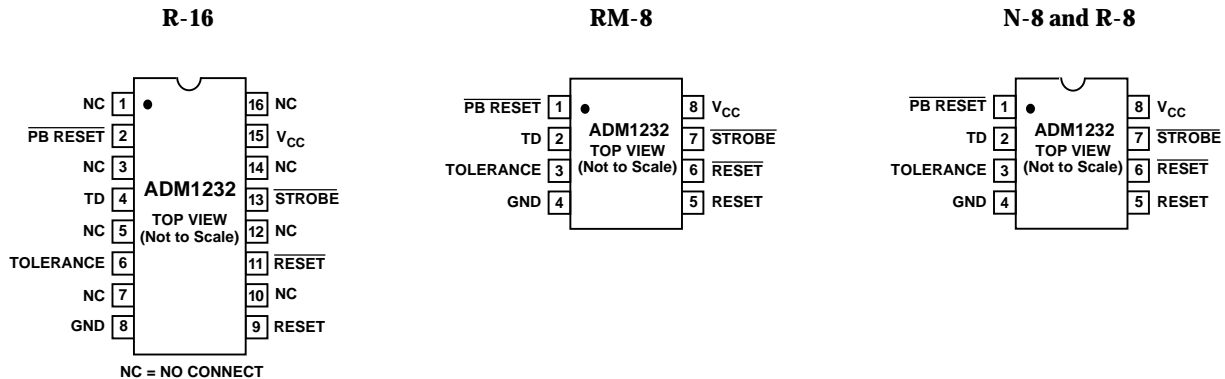 R-16
NC 1
PB RESET 2
NC 3
TD 4
NC 5
TOLERANCE 6
NC 7
GND 8
ADM1232
TOP VIEW
(Not to Scale)
16 NC
15 VCC
14 NC
13 STROBE
12 NC
11 RESET
10 NC
9 RESET
NC = NO CONNECT
RM-8
PB RESET 1
TD 2
TOLERANCE 3
GND 4
ADM1232
TOP VIEW
(Not to Scale)
8 VCC
7 STROBE
6 RESET
5 RESET
N-8 and R-8
PB RESET 1
TD 2
TOLERANCE 3
GND 4
ADM1232
TOP VIEW
(Not to Scale)
8 VCC
7 STROBE
6 RESET
5 RESET